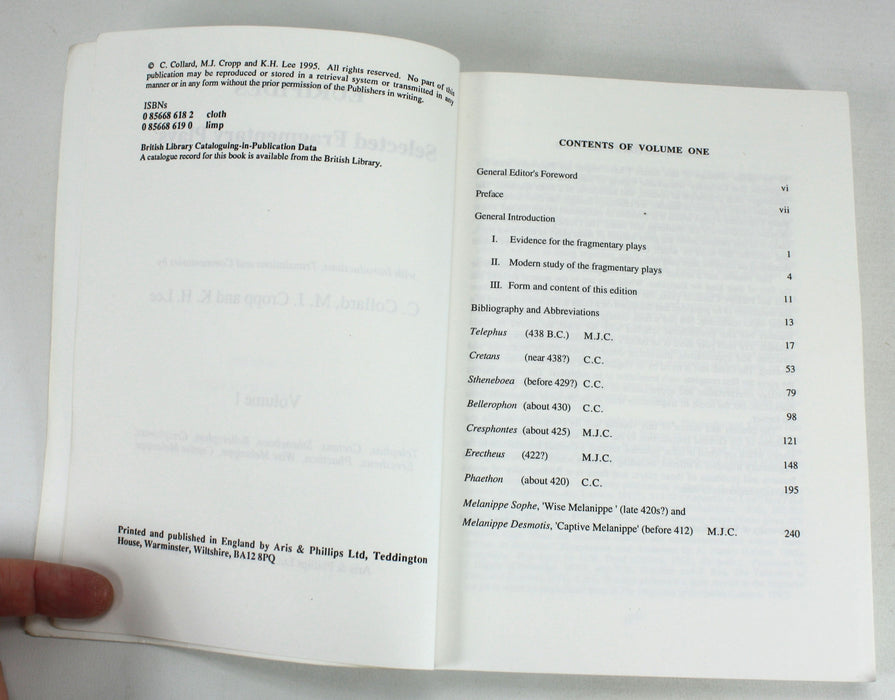 © C. Collard, M.J. Cropp and K.H. Lee 1995. All rights reserved. No part of this
publication may be reproduced or stored in a retrieval system or transmitted in any
manner or in any form without the prior permission of the Publishers in writing.
ISBNs
0 85668 618 2 cloth
0 85668 619 0 limp
British Library Cataloguing-in-Publication Data
A catalogue record for this book is available from the British Library.
Printed and published in England by Aris & Phillips Ltd, Teddington
House, Warminster, Wiltshire, BA12 8PQ
CONTENTS OF VOLUME ONE
General Editor's Foreword vi
Preface vii
General Introduction
I. Evidence for the fragmentary plays 1
II. Modern study of the fragmentary plays 4
III. Form and content of this edition 11
Bibliography and Abbreviations 13
Telephus (438 B.C.) M.J.C. 17
Cretans (near 438?) C.C. 53
Stheneboea (before 429?) C.C. 79
Bellerophon (about 430) C.C. 98
Cresphontes (about 425) M.J.C. 121
Erectheus (422?) M.J.C. 148
Phaethon (about 420) C.C. 195
Melanippe Sophe, 'Wise Melanippe ' (late 420s?) and
Melanippe Desmotis, 'Captive Melanippe' (before 412) M.J.C. 240